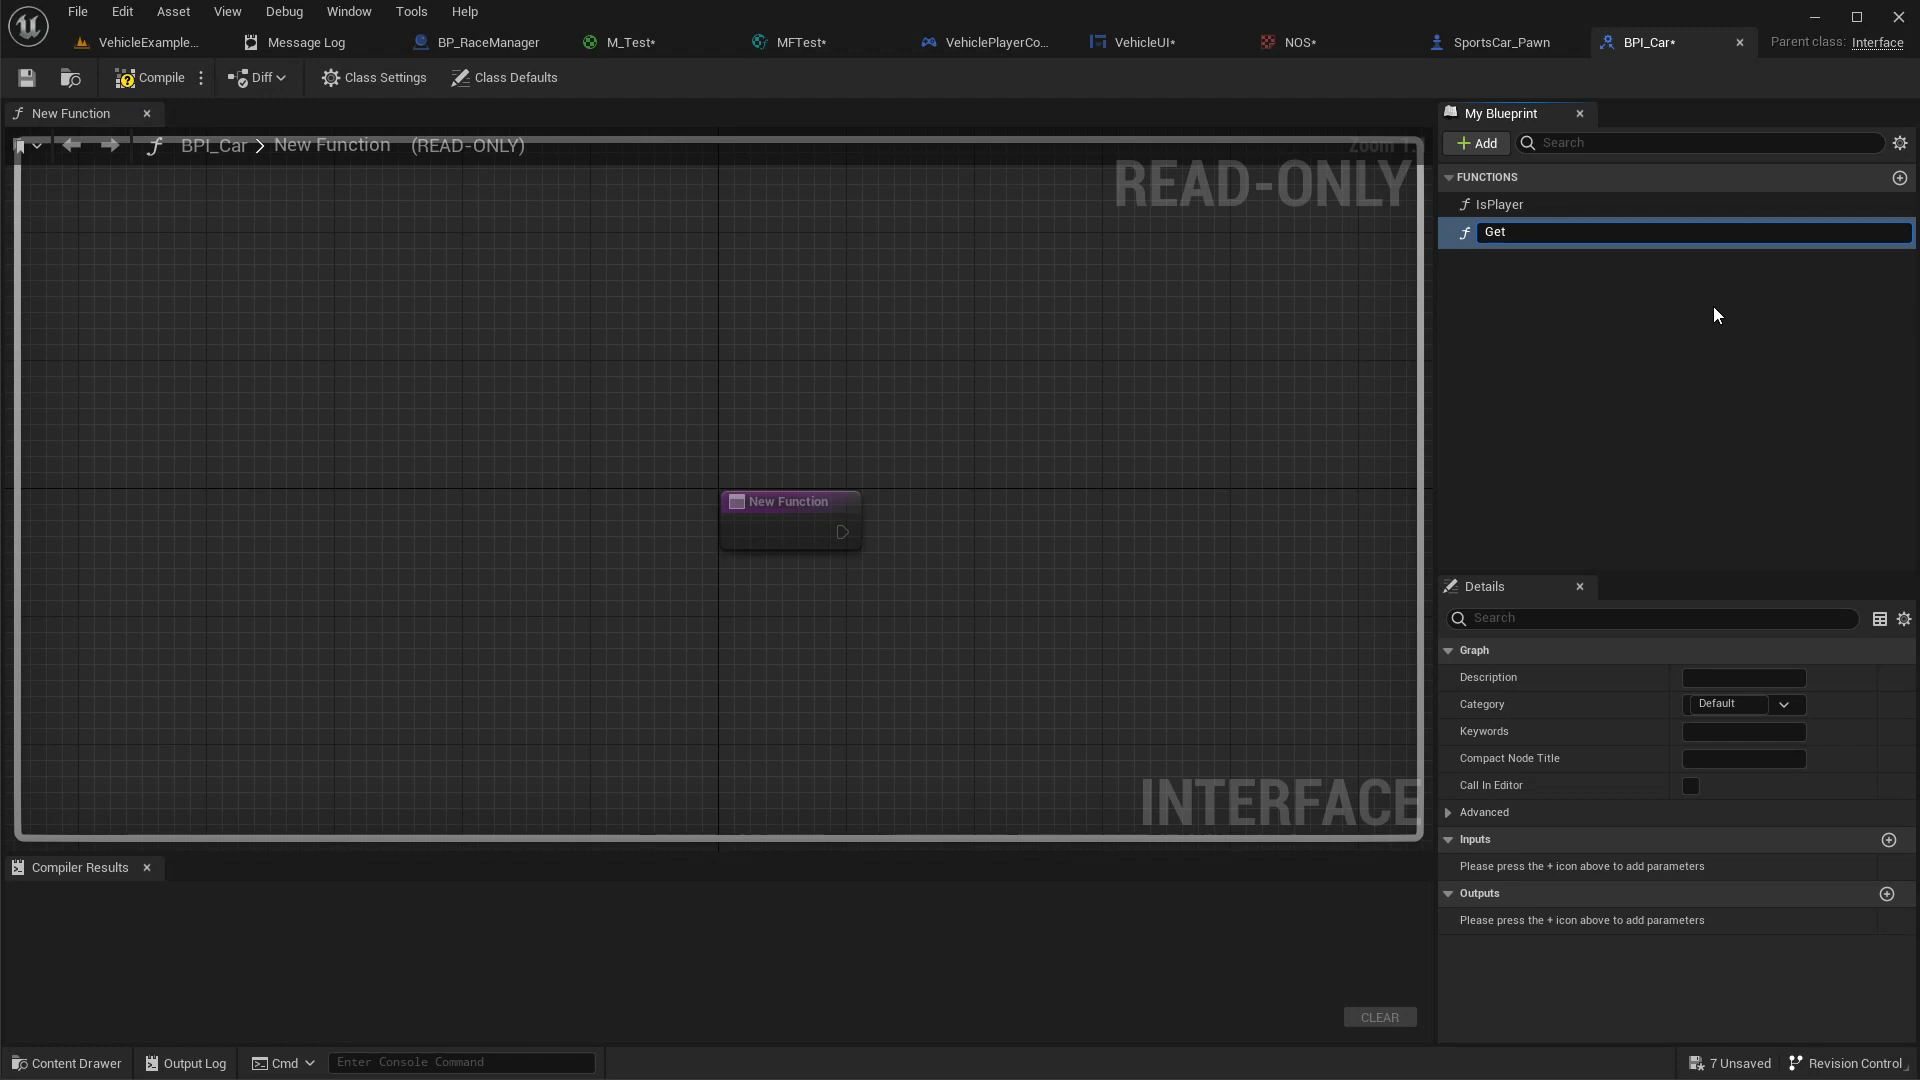 File Edit Asset View Debug Window Tools Help
VehicleExample... Message Log BP_RaceManager M_Test* MFTest* VehiclePlayerCo... VehicleUI* NOS* SportsCar_Pawn BPI_Car* Parent class: Interface
Compile Diff Class Settings Class Defaults
New Function
BPI_Car > New Function (READ-ONLY)
Zoom
READ-ONLY
New Function
INTERFACE
Compiler Results
CLEAR
My Blueprint
+ Add Search
FUNCTIONS
IsPlayer
Get
Details
Search
Graph
Description
Category Default
Keywords
Compact Node Title
Call In Editor
Advanced
Inputs
Please press the + icon above to add parameters
Outputs
Please press the + icon above to add parameters
Content Drawer Output Log Cmd Enter Console Command 7 Unsaved Revision Control